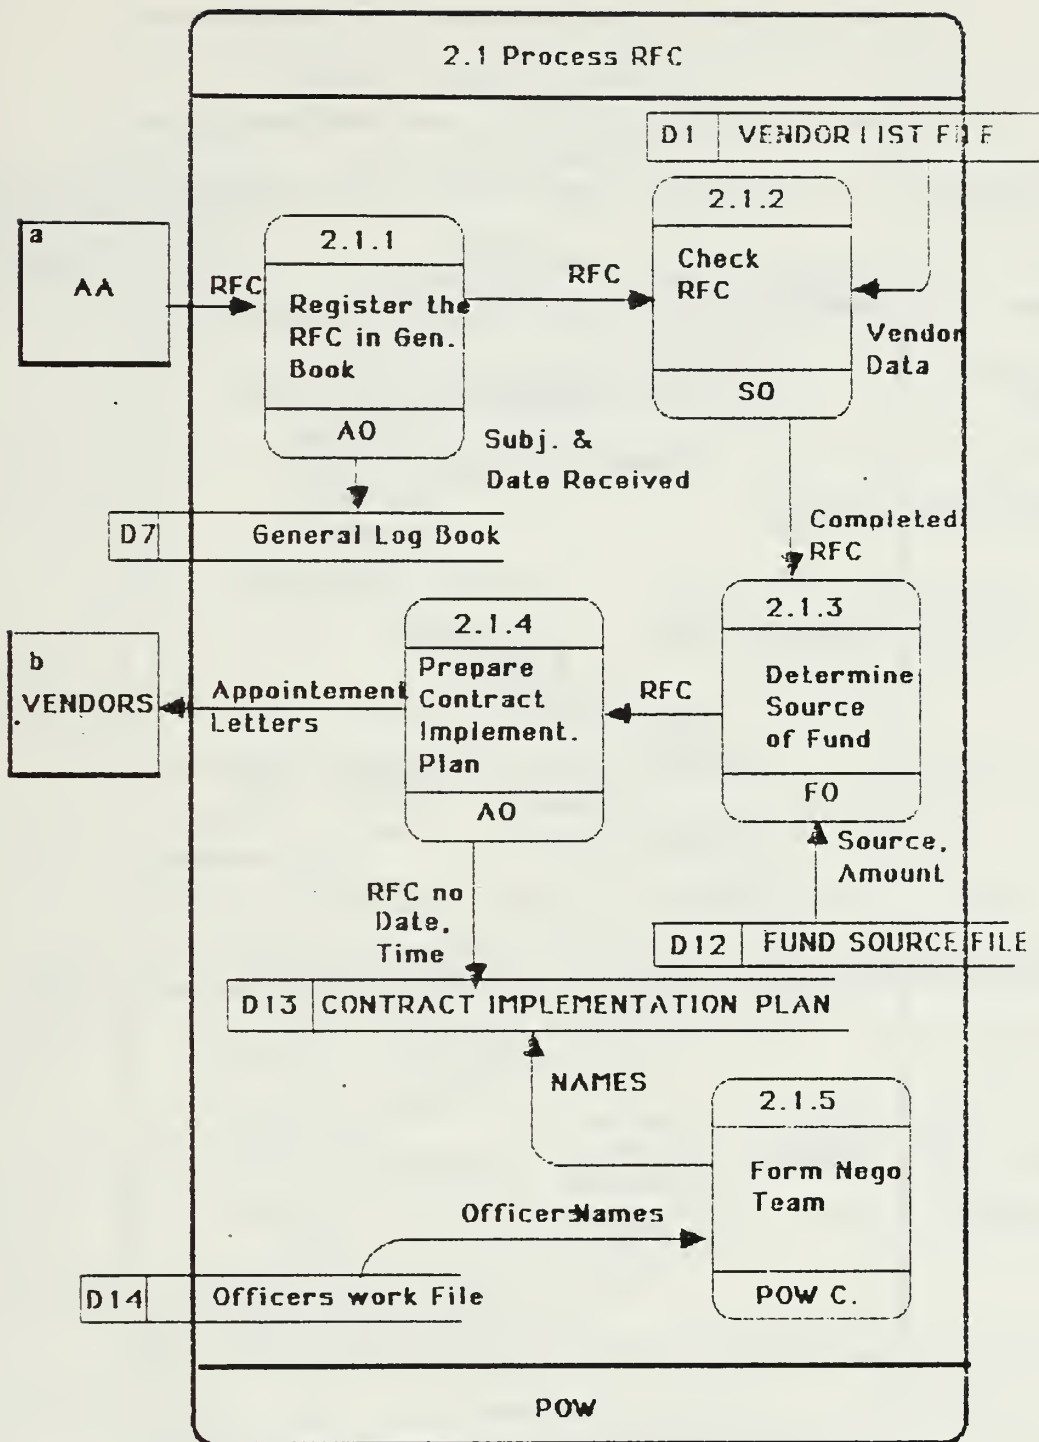 2.1 Process RFC
D1 VENDOR LIST FILE
2.1.2
Check
RFC
SO
a
AA
RFC
2.1.1
Register the
RFC in Gen.
Book
AO
RFC
Vendor
Data
Subj. &
Date Received
D7 General Log Book
Completed
RFC
2.1.3
Determine
Source
of Fund
FO
RFC
2.1.4
Prepare
Contract
Implement.
Plan
AO
b
VENDORS
Appointement
Letters
Source,
Amount
RFC no
Date,
Time
D12 FUND SOURCE FILE
D13 CONTRACT IMPLEMENTATION PLAN
NAMES
2.1.5
Form Nego.
Team
POW C.
Officers Names
D14 Officers work File
POW